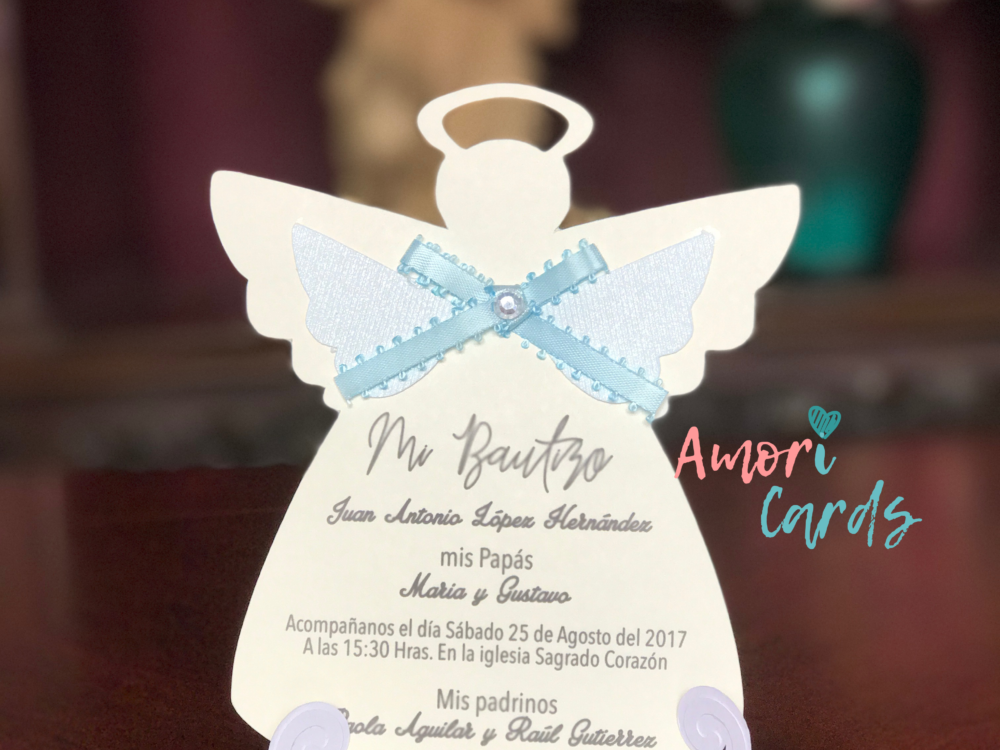 Mi Bautizo
Juan Antonio López Hernández
mis Papás
Maria y Gustavo
Acompañanos el día Sábado 25 de Agosto del 2017
A las 15:30 Hras. En la iglesia Sagrado Corazón
Mis padrinos
Paola Aguilar y Raúl Gutierrez
Amori
Cards